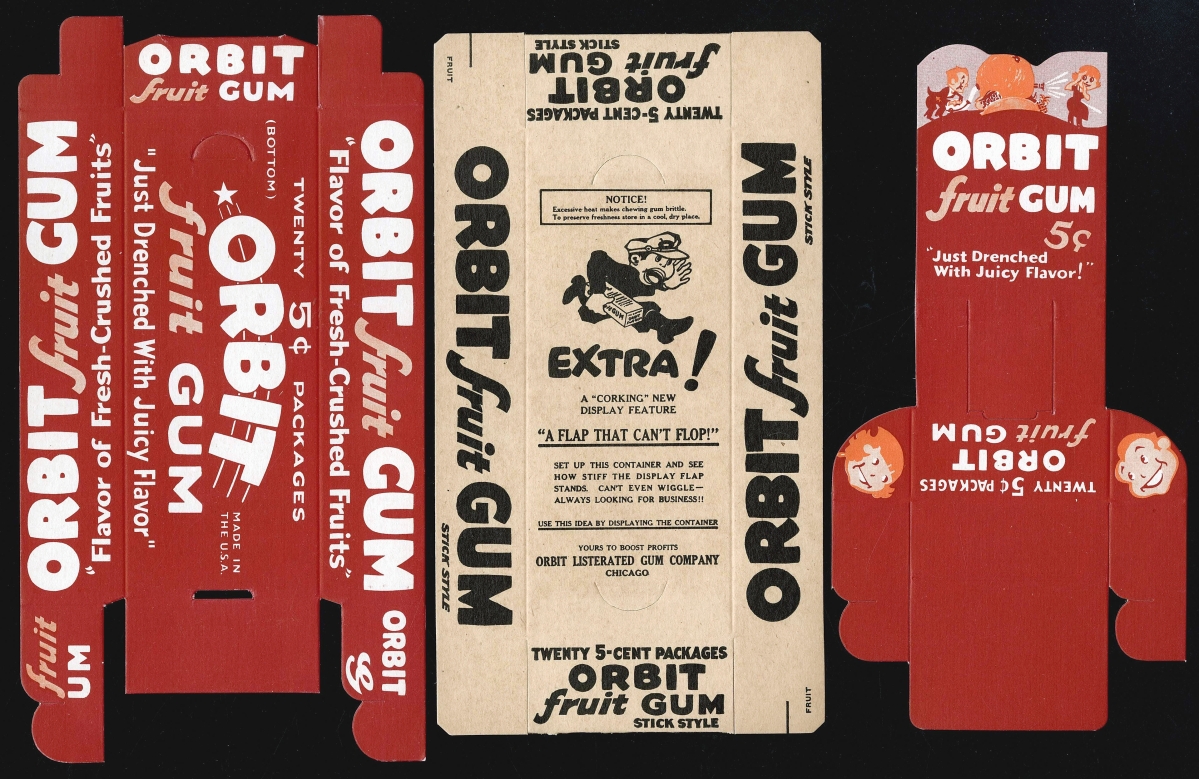 ORBIT
fruit GUM
ORBIT fruit GUM
"Flavor of Fresh-Crushed Fruits"
"Just Drenched With Juicy Flavor"
fruit GUM
ORBIT
(BOTTOM)
TWENTY 5¢ PACKAGES
MADE IN
THE U.S.A.
ORBIT fruit GUM
"Flavor of Fresh-Crushed Fruits"
fruit
UM
ORBIT
G
FRUIT
TWENTY 5-CENT PACKAGES
ORBIT
fruit GUM
STICK STYLE
ORBIT fruit GUM
STICK STYLE
NOTICE!
Excessive heat makes chewing gum brittle.
To preserve freshness store in a cool, dry place.
GUM
EXTRA!
A "CORKING" NEW
DISPLAY FEATURE
"A FLAP THAT CAN'T FLOP!"
SET UP THIS CONTAINER AND SEE
HOW STIFF THE DISPLAY FLAP
STANDS. CAN'T EVEN WIGGLE—
ALWAYS LOOKING FOR BUSINESS!!
USE THIS IDEA BY DISPLAYING THE CONTAINER
YOURS TO BOOST PROFITS
ORBIT LISTERATED GUM COMPANY
CHICAGO
ORBIT fruit GUM
STICK STYLE
TWENTY 5-CENT PACKAGES
ORBIT
fruit GUM
STICK STYLE
FRUIT
ORBIT
fruit GUM
5¢
"Just Drenched
With Juicy Flavor!"
TWENTY 5¢ PACKAGES
ORBIT
fruit GUM